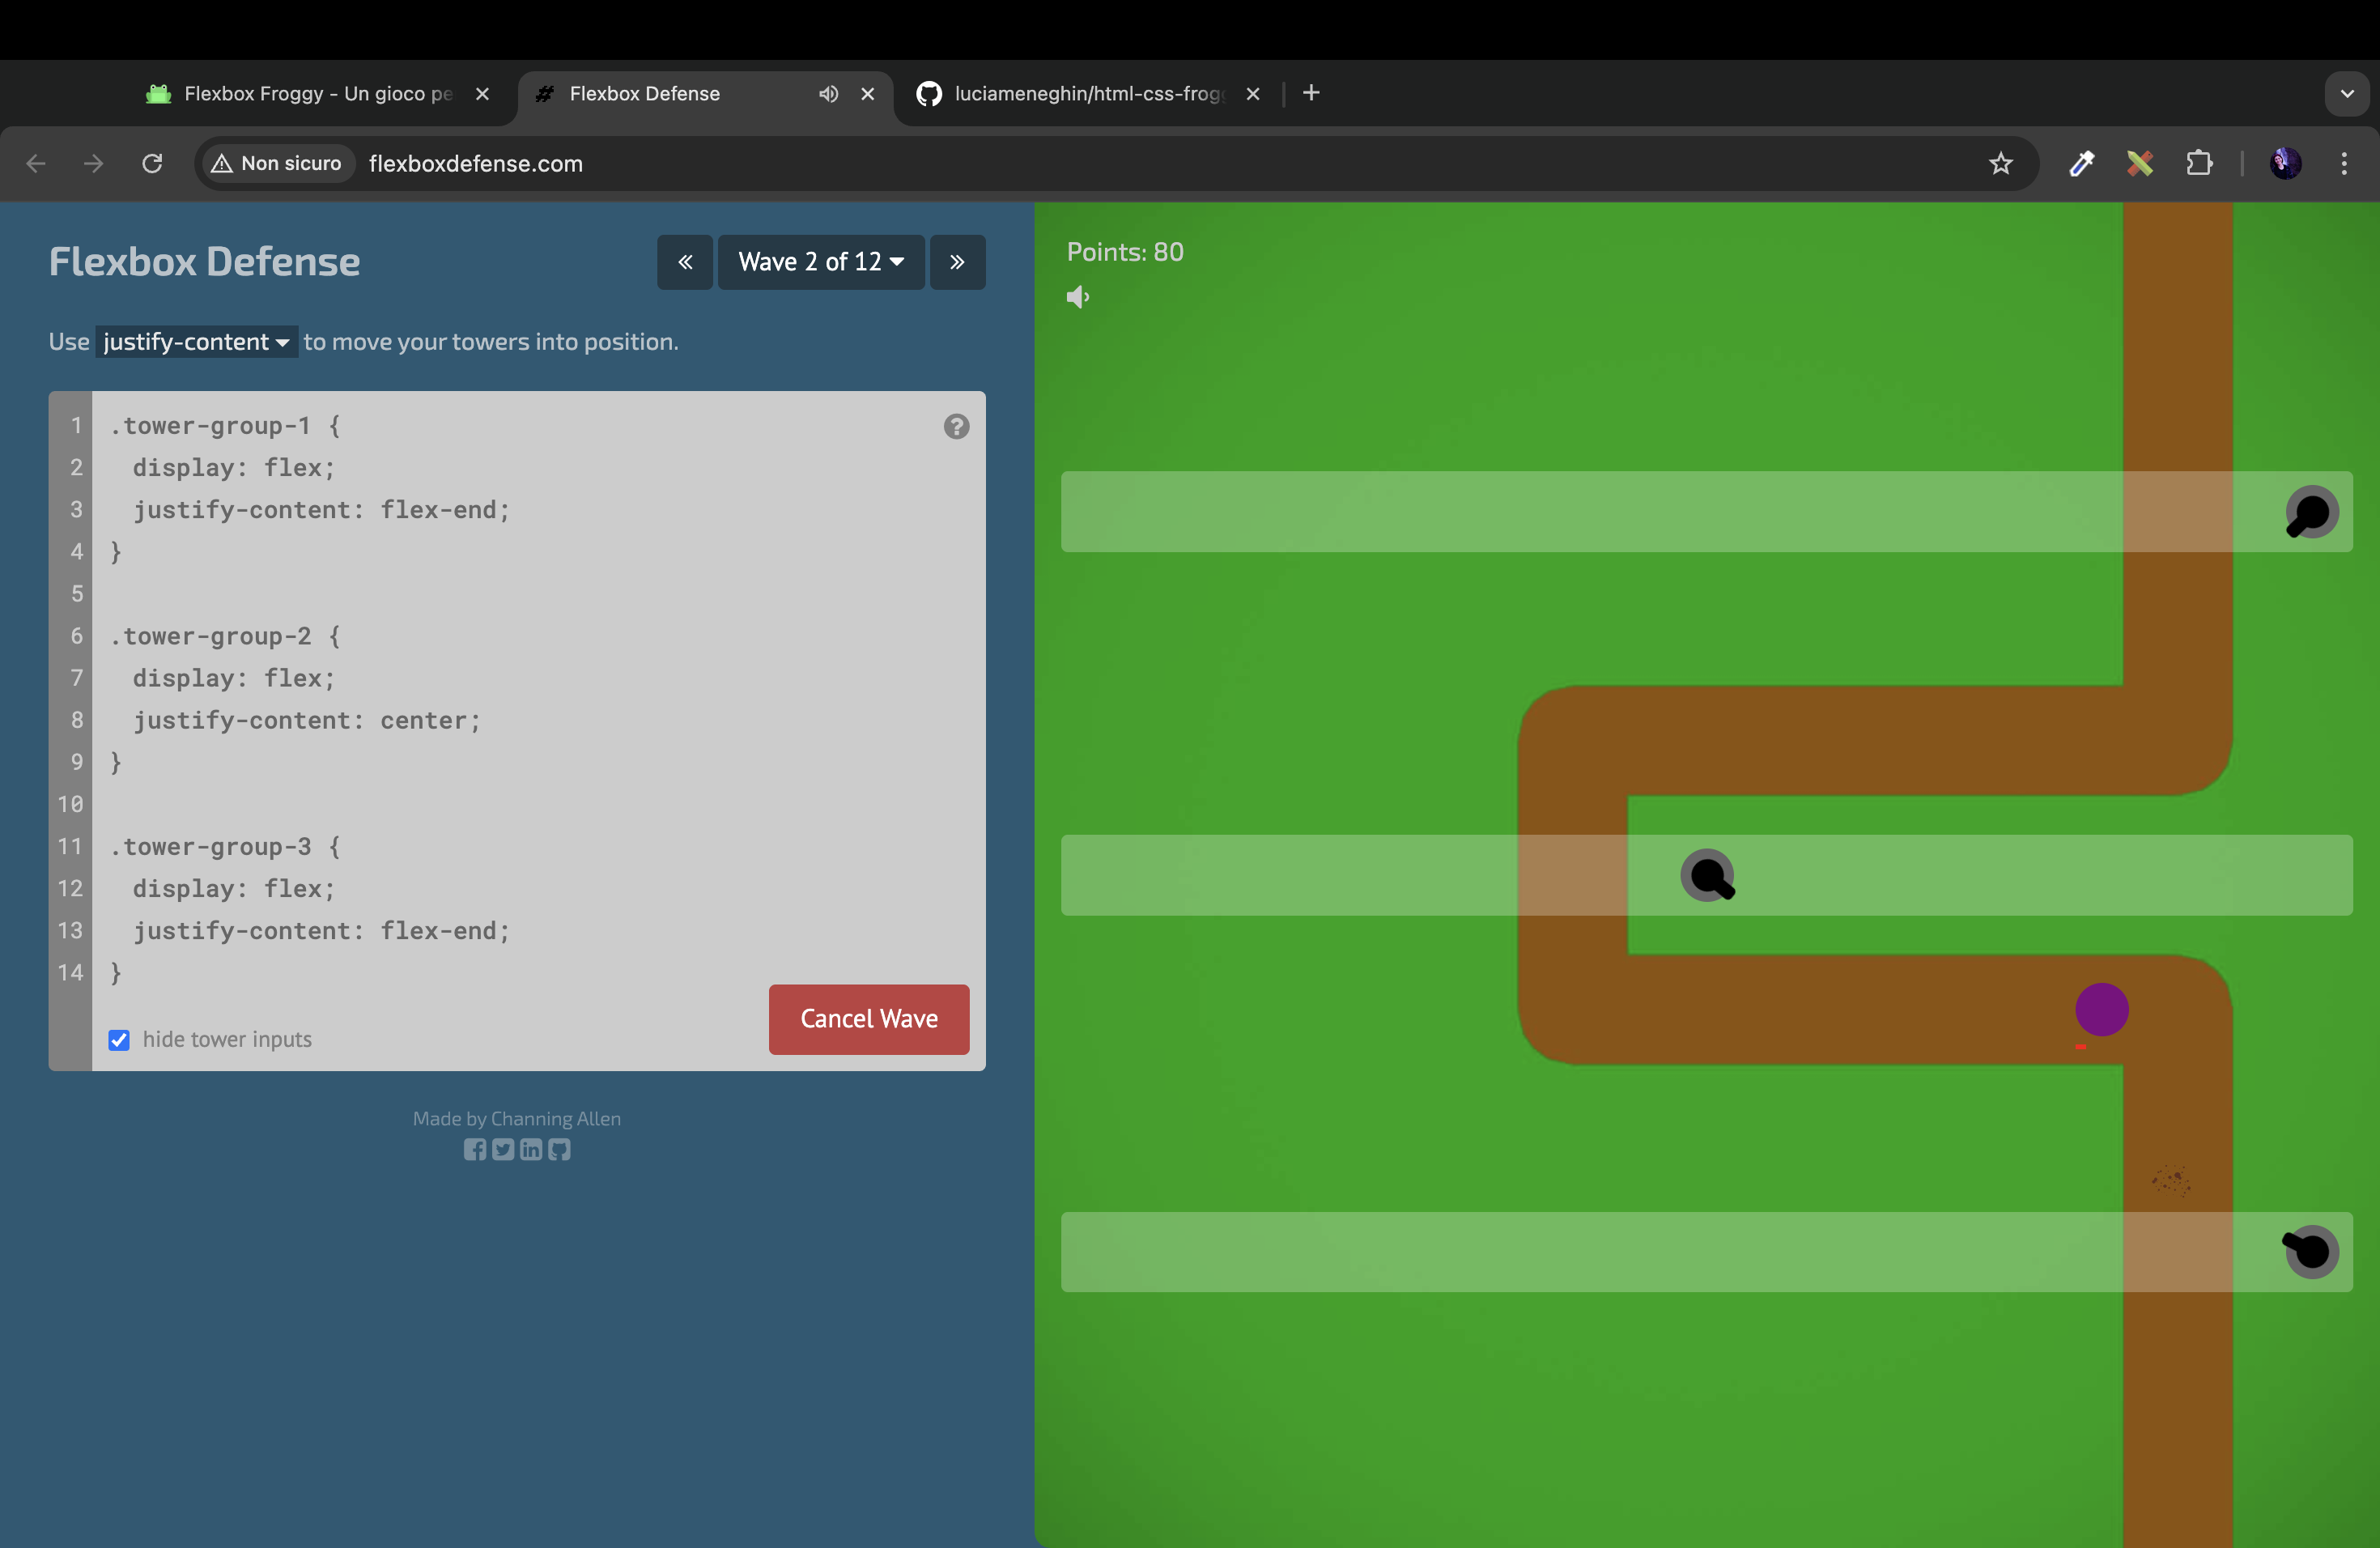 Flexbox Froggy - Un gioco pe
Flexbox Defense
luciameneghin/html-css-frog
Non sicuro
flexboxdefense.com
Flexbox Defense
Wave 2 of 12
Use justify-content to move your towers into position.
1 .tower-group-1 {
2 display: flex;
3 justify-content: flex-end;
4 }
5
6 .tower-group-2 {
7 display: flex;
8 justify-content: center;
9 }
10
11 .tower-group-3 {
12 display: flex;
13 justify-content: flex-end;
14 }
hide tower inputs
Cancel Wave
Made by Channing Allen
Points: 80